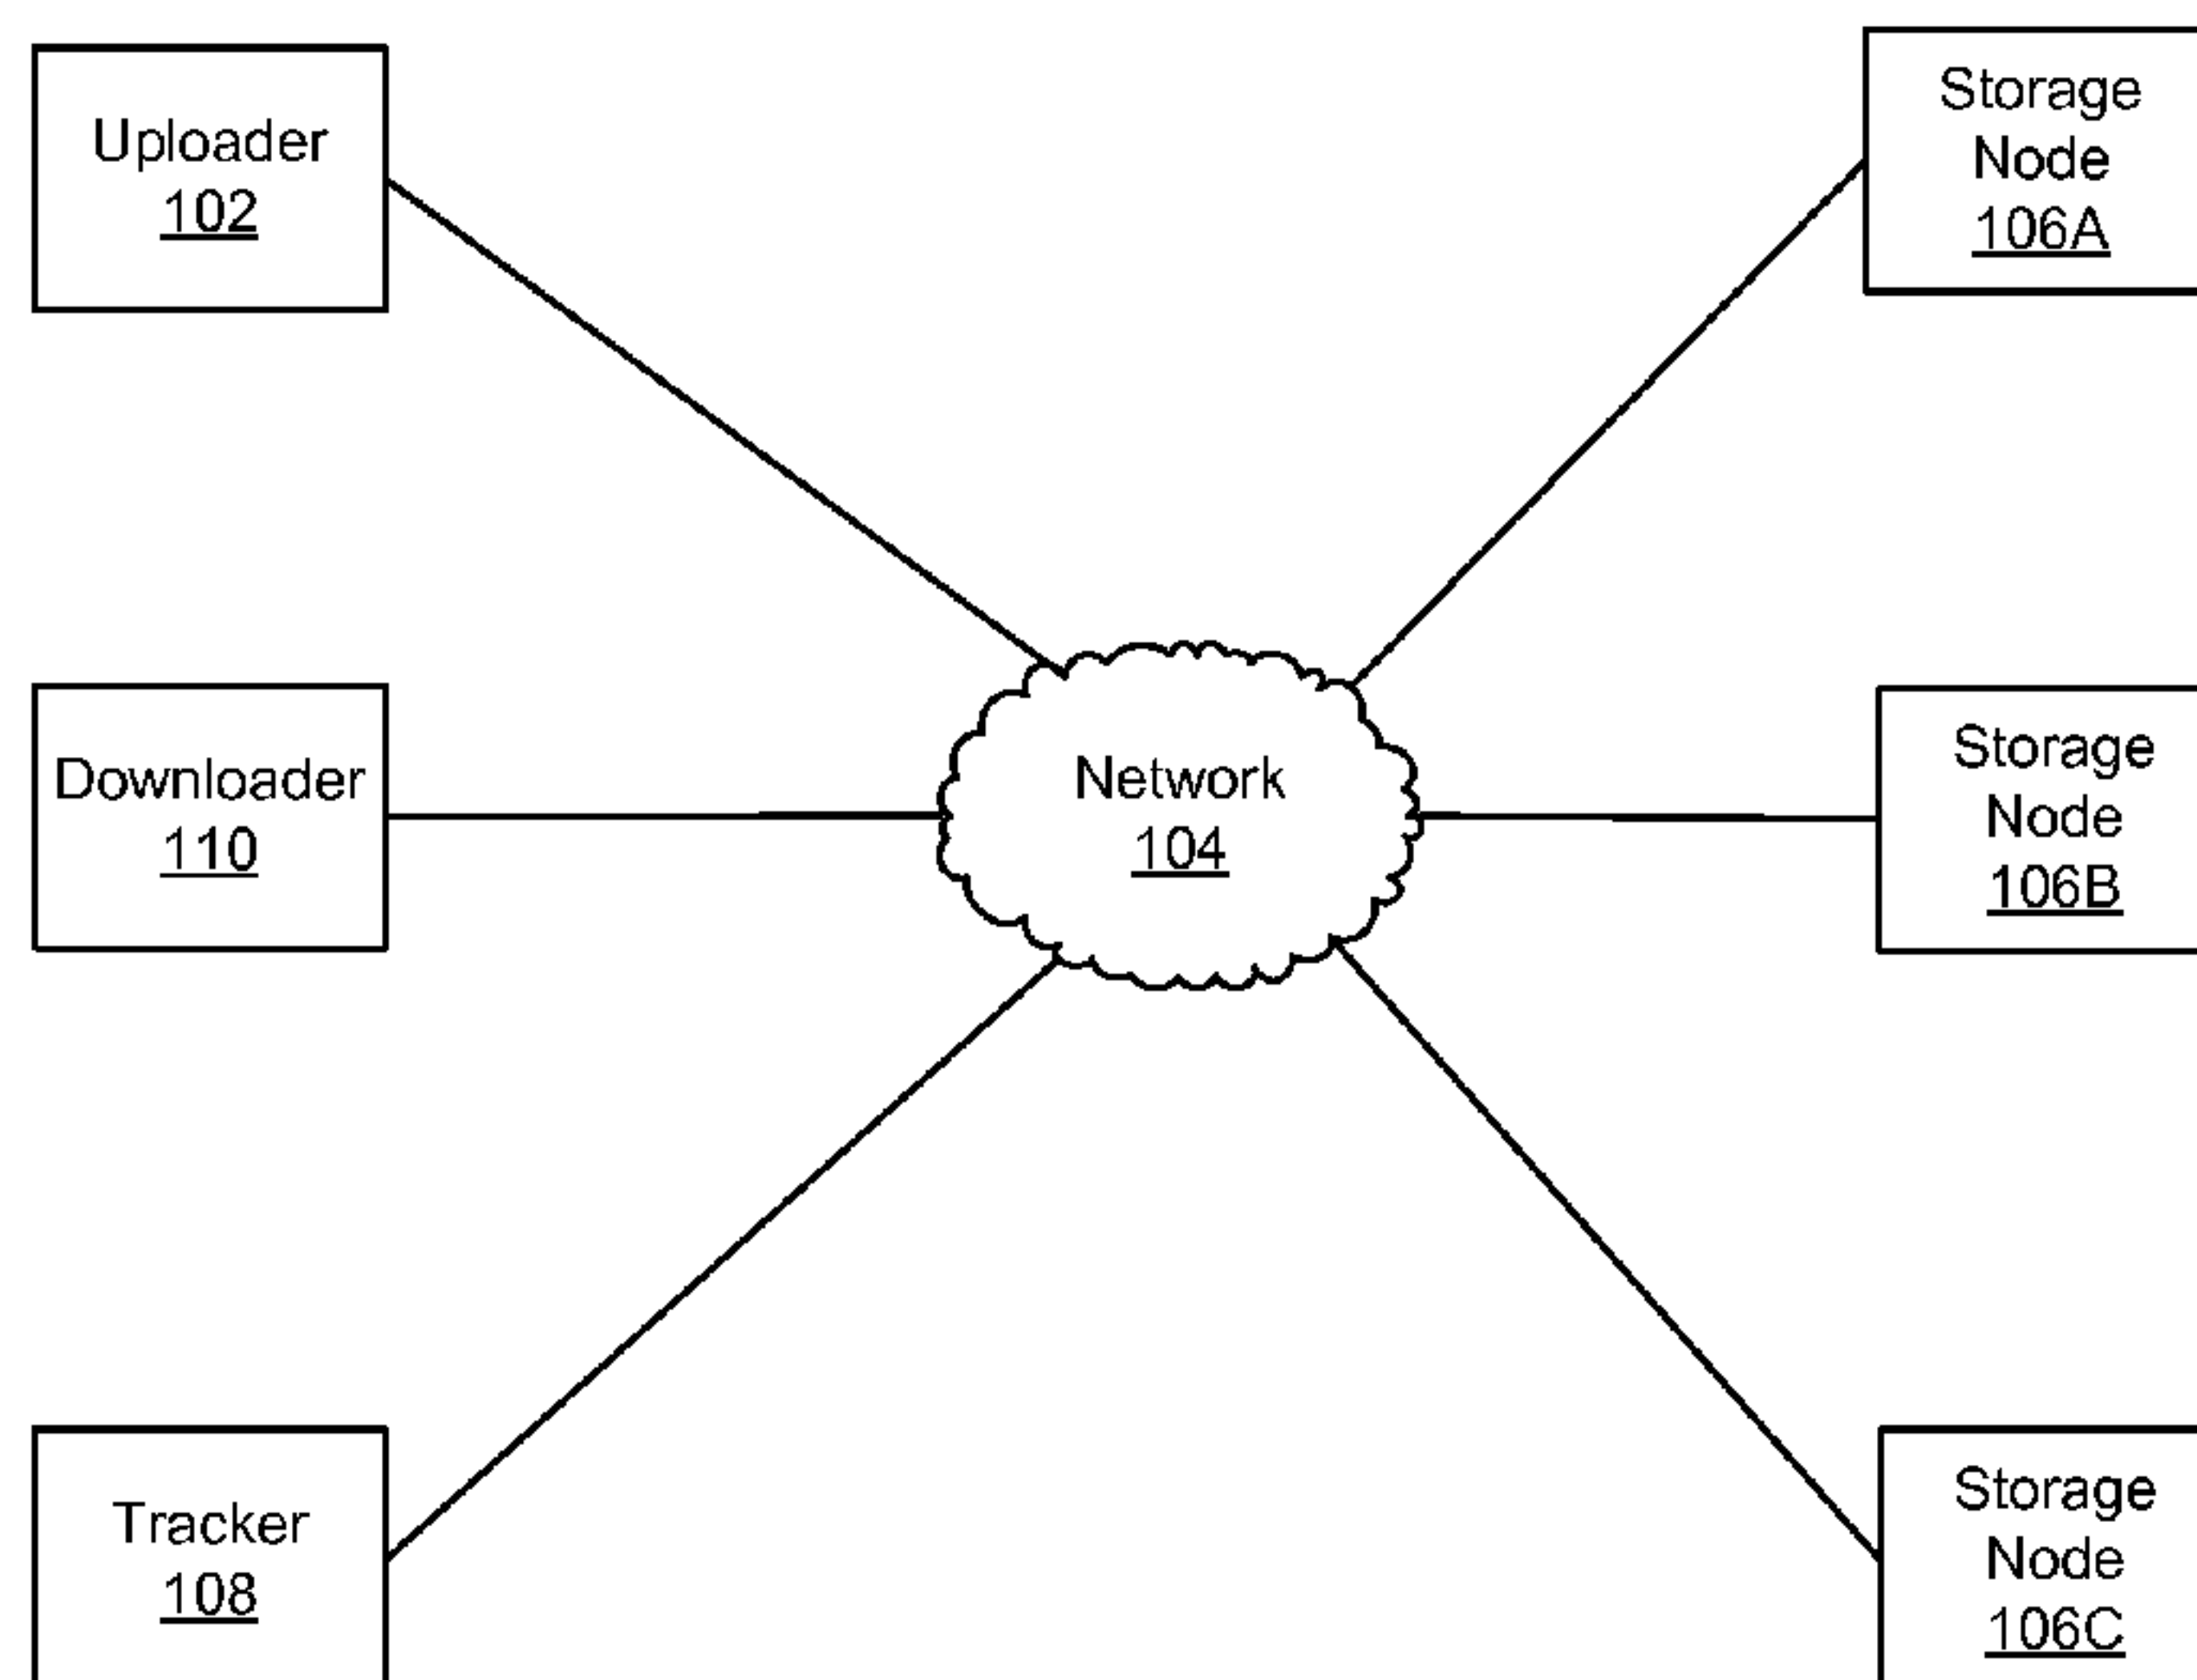 Uploader
102
Storage
Node
106A
Downloader
110
Network
104
Storage
Node
106B
Tracker
108
Storage
Node
106C